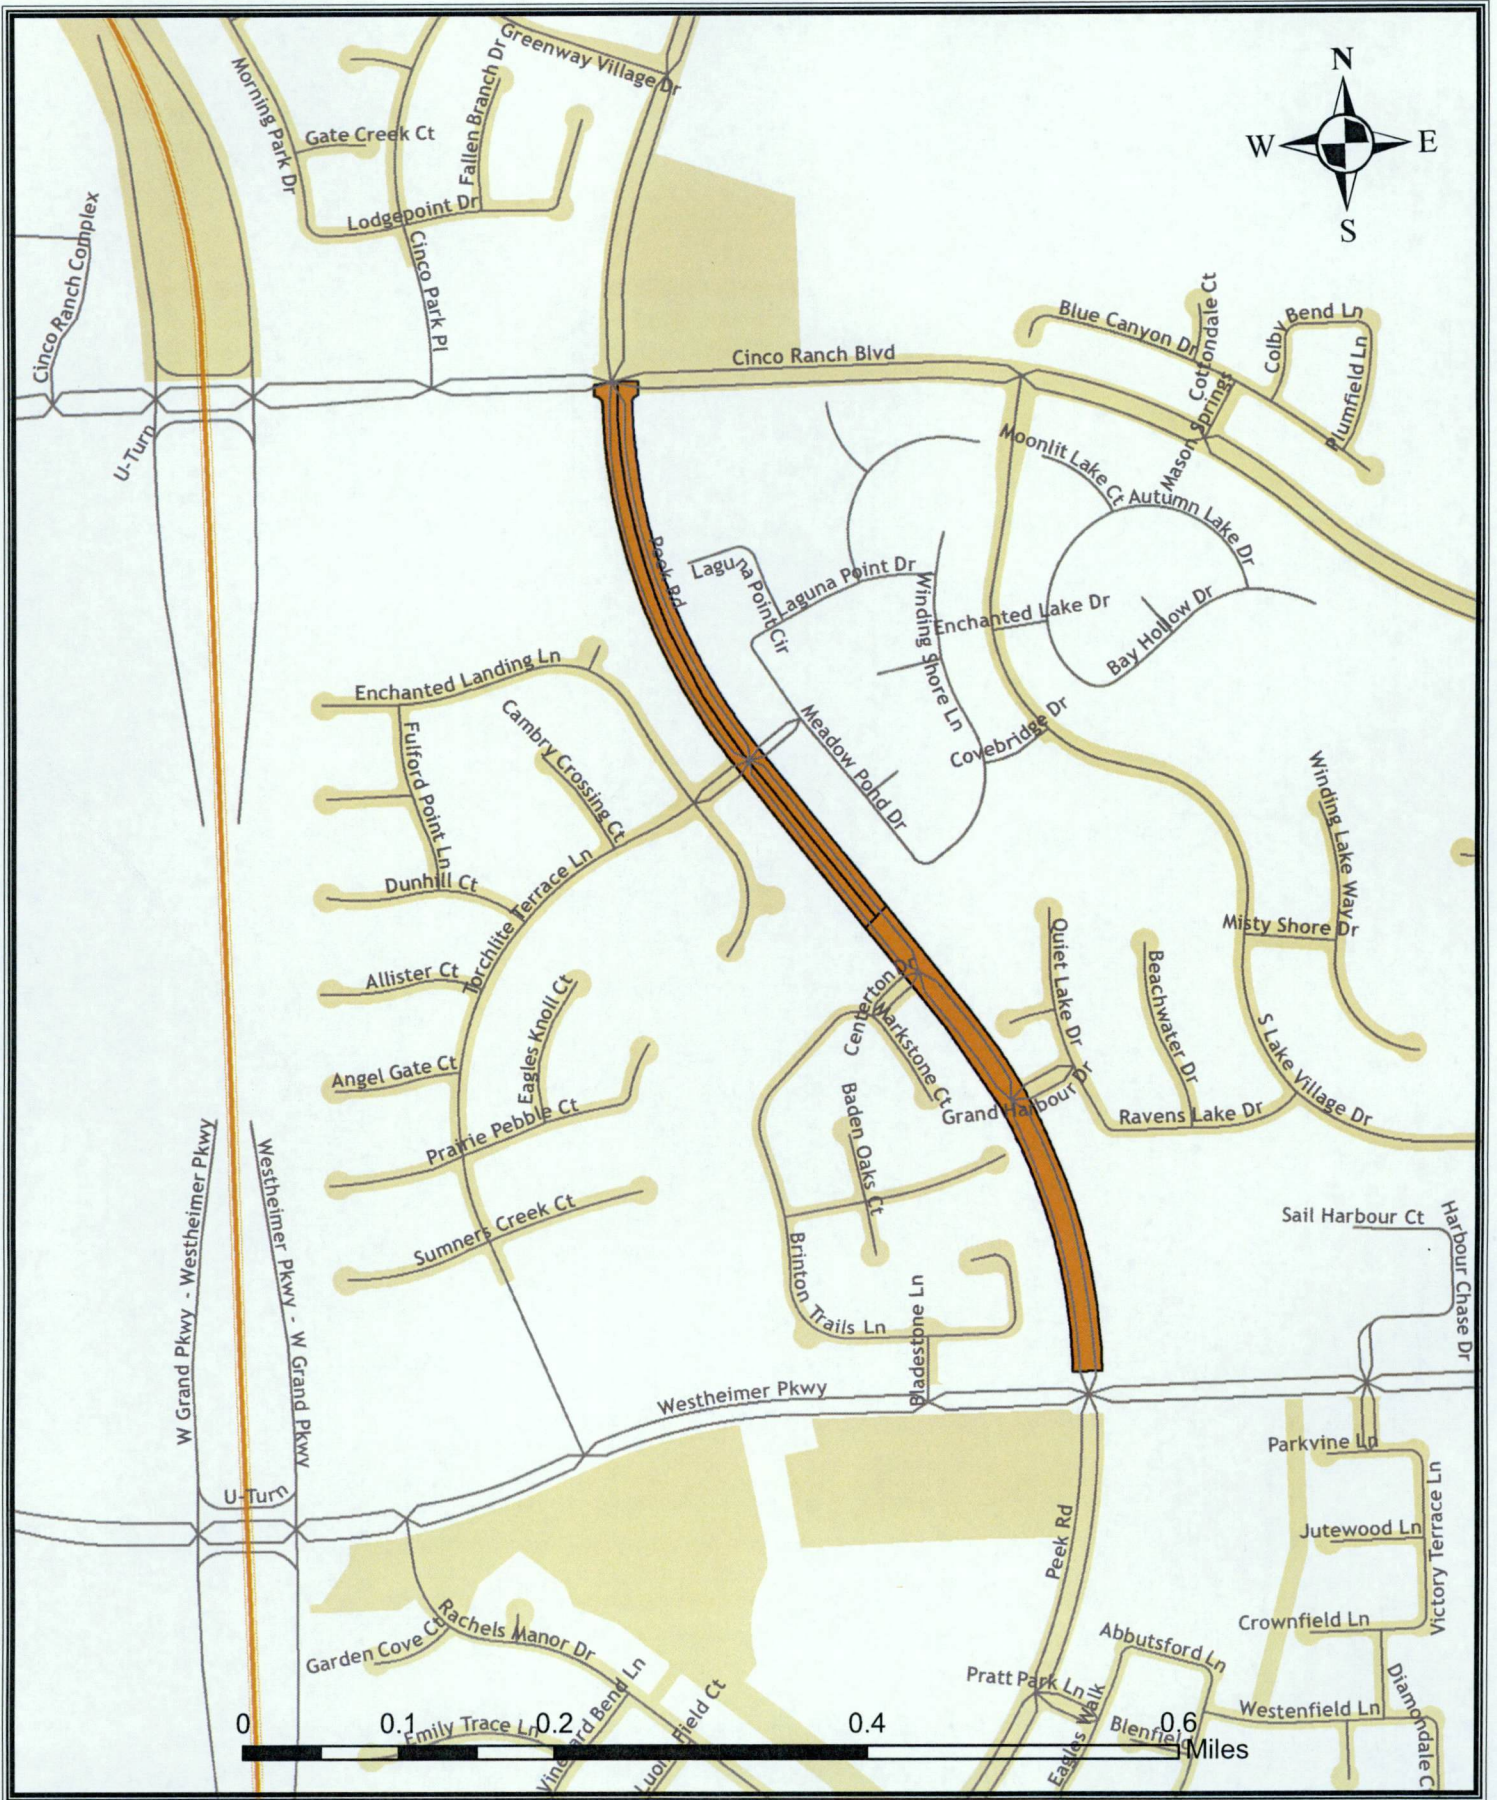 Greenway Village Dr
N
Morning Park Dr
Fallen Branch Dr
Gate Creek Ct
W
E
Lodgepoint Dr
S
Cinco Ranch Complex
Cinco Park Pl
Cottondale Ct
Blue Canyon Dr
Colby Bend Ln
Plumfield Ln
Cinco Ranch Blvd
Mason Springs
U-Turn
Moonlit Lake Ct
Autumn Lake Dr
Peek Rd
Laguna Point Cir
Laguna Point Dr
Winding Shore Ln
Enchanted Lake Dr
Bay Hollow Dr
Enchanted Landing Ln
Cambry Crossing Ct
Fulford Point Ln
Meadow Pond Dr
Covebridge Dr
Winding Lake Way
Dunhill Ct
Torchlite Terrace Ln
Misty Shore Dr
Quiet Lake Dr
Beachwater Dr
Allister Ct
Centerton Dr
Markstone Ct
Eagles Knoll Ct
S Lake Village Dr
Angel Gate Ct
Grand Harbour Dr
Ravens Lake Dr
Prairie Pebble Ct
Baden Oaks Ct
W Grand Pkwy - Westheimer Pkwy
Westheimer Pkwy - W Grand Pkwy
Sumners Creek Ct
Sail Harbour Ct
Harbour Chase Dr
Brinton Trails Ln
Bladestone Ln
Westheimer Pkwy
Parkvine Ln
U-Turn
Victory Terrace Ln
Jutewood Ln
Peek Rd
Crownfield Ln
Rachels Manor Dr
Garden Cove Ct
Abbutsford Ln
Pratt Park Ln
Diamondale C
Westenfield Ln
Eagles Walk
Blenfield
Emily Trace Ln
Vineyard Bend Ln
Field Ct
0 0.1 0.2 0.4 0.6
Miles